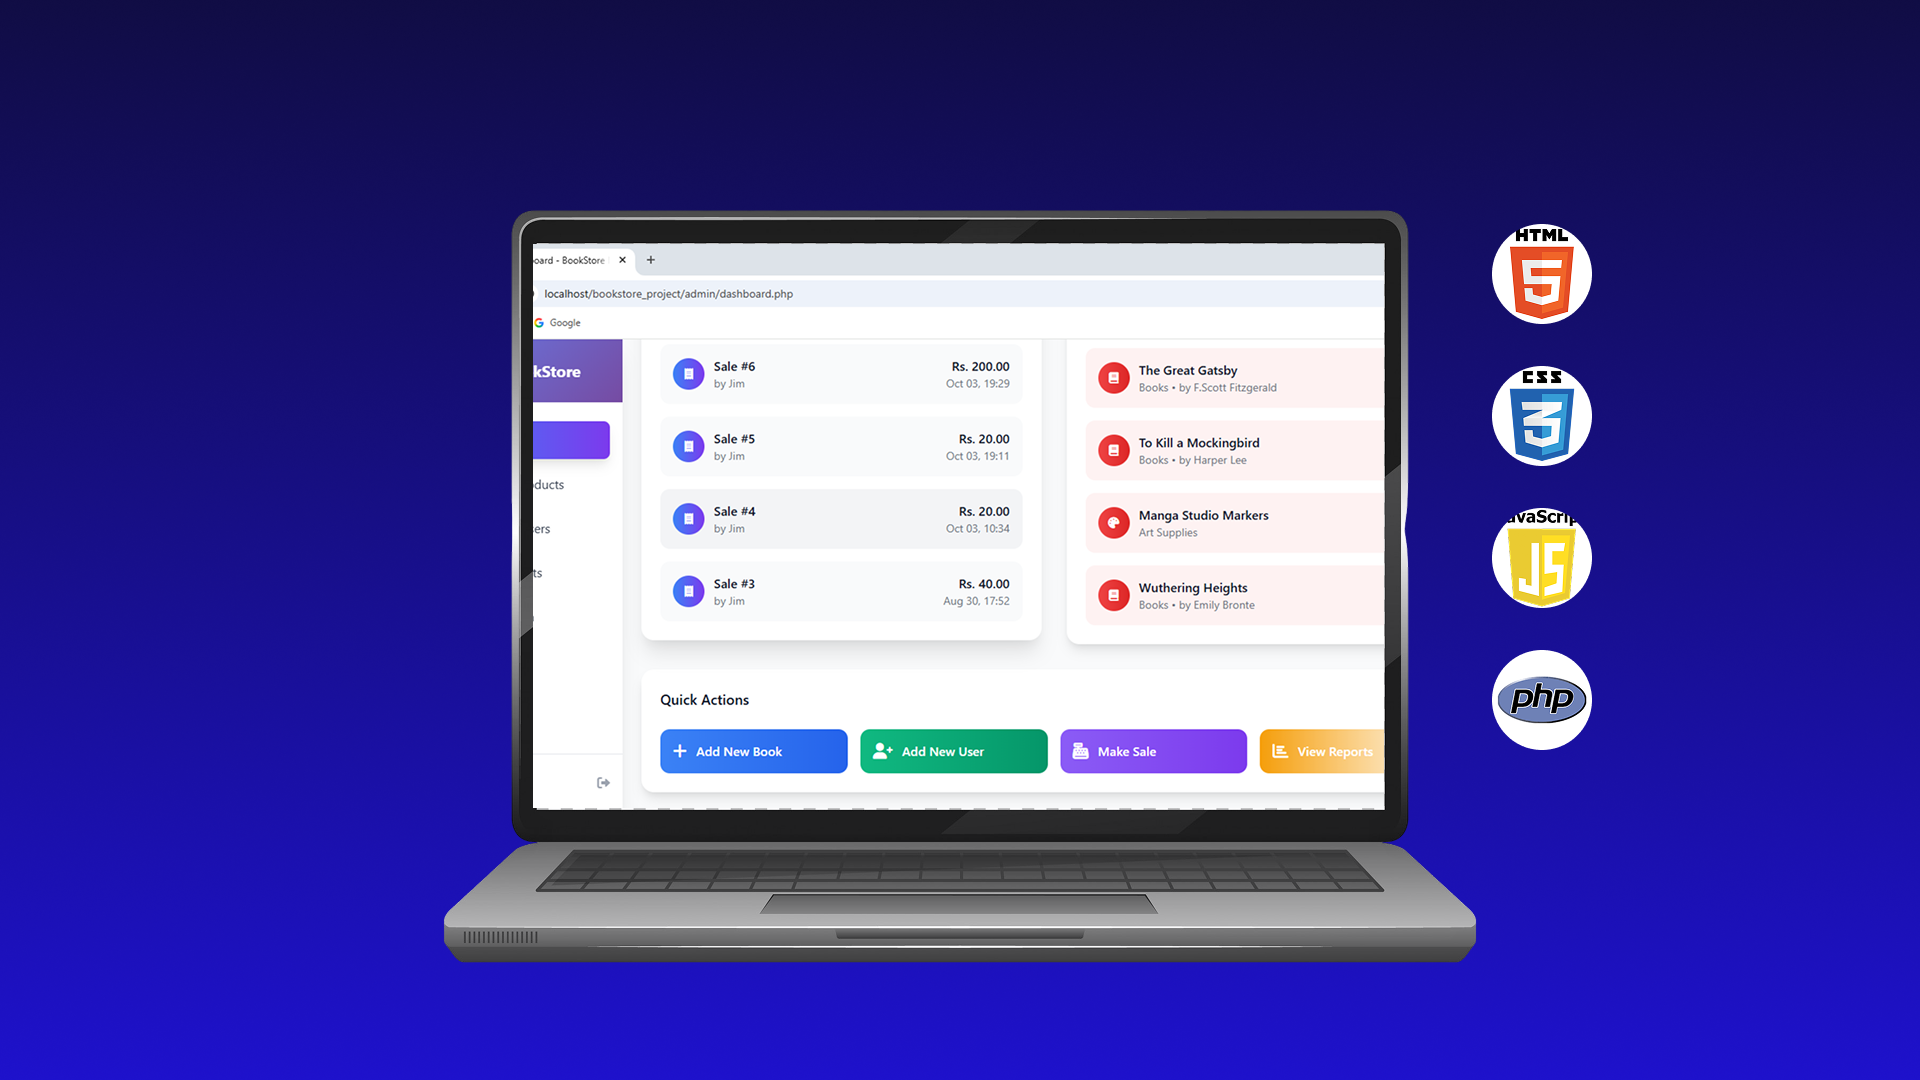 oard - BookStore
localhost/bookstore_project/admin/dashboard.php
Google
kStore
ducts
ers
ts
Sale #6
by Jim
Rs. 200.00
Oct 03, 19:29
Sale #5
by Jim
Rs. 20.00
Oct 03, 19:11
Sale #4
by Jim
Rs. 20.00
Oct 03, 10:34
Sale #3
by Jim
Rs. 40.00
Aug 30, 17:52
The Great Gatsby
Books • by F.Scott Fitzgerald
To Kill a Mockingbird
Books • by Harper Lee
Manga Studio Markers
Art Supplies
Wuthering Heights
Books • by Emily Bronte
Quick Actions
Add New Book
Add New User
Make Sale
View Reports
HTML
5
CSS
3
JavaScrip
JS
php